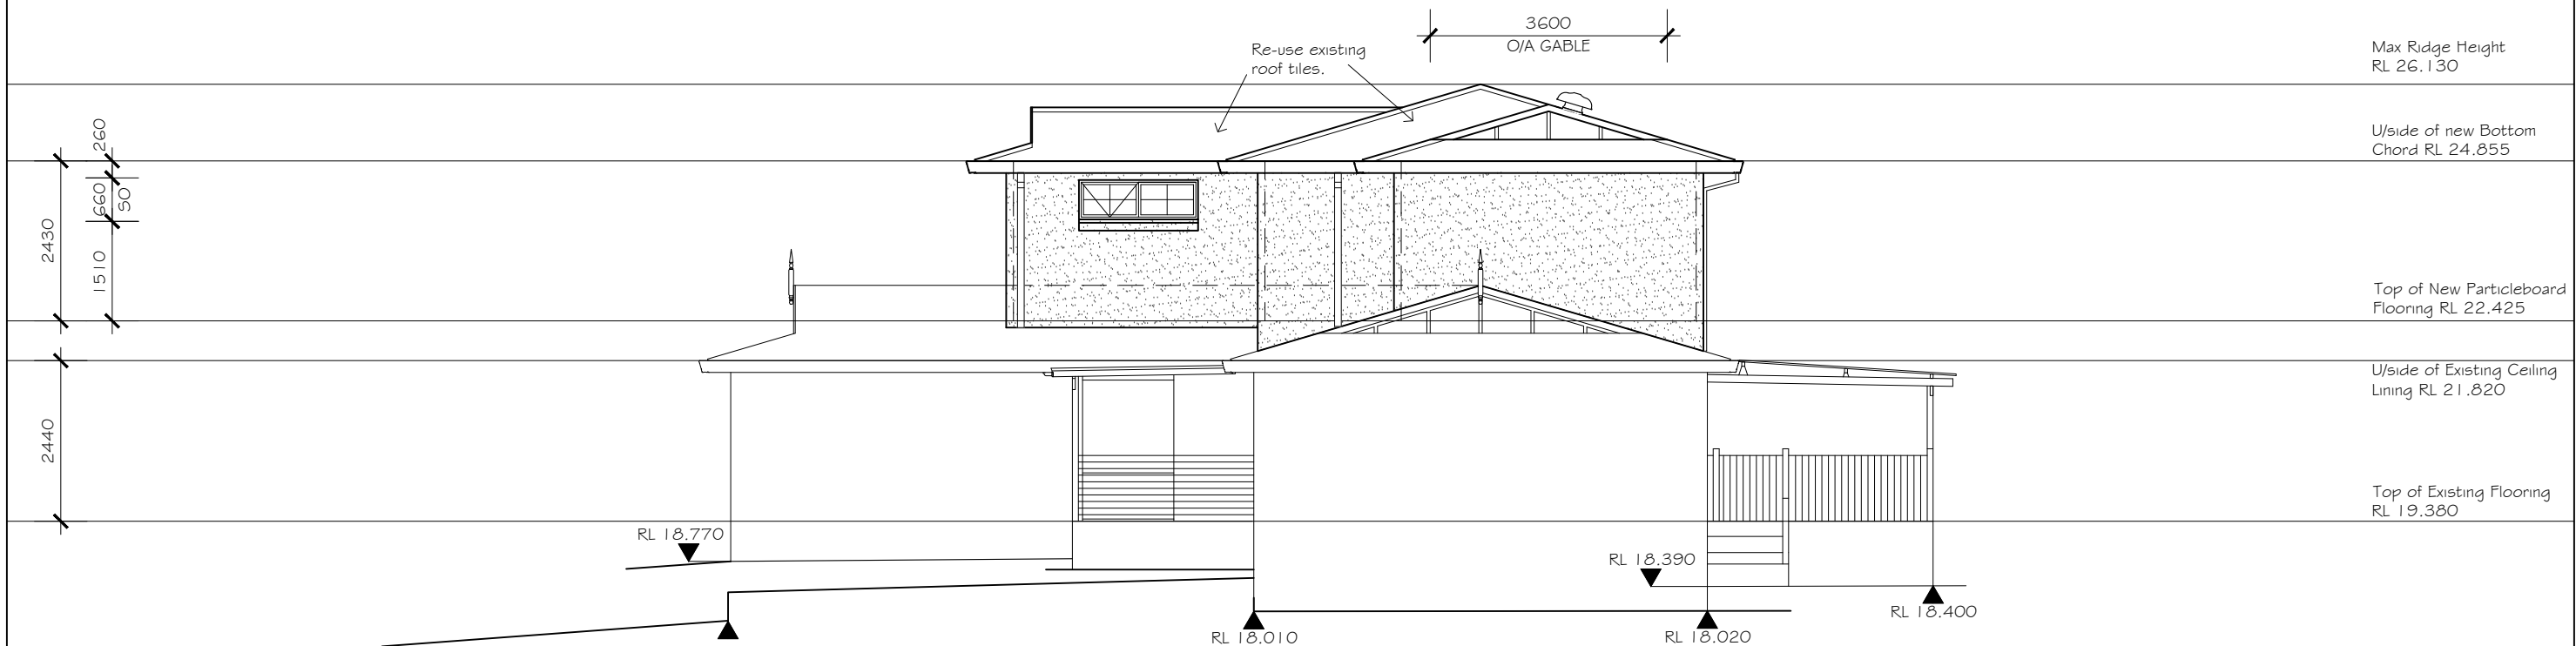 3600
O/A GABLE
Re-use existing
roof tiles.
Max Ridge Height
RL 26.130
U/side of new Bottom
Chord RL 24.855
260
660
50
2430
1510
Top of New Particleboard
Flooring RL 22.425
U/side of Existing Ceiling
Lining RL 21.820
2440
Top of Existing Flooring
RL 19.380
RL 18.770
RL 18.390
RL 18.400
RL 18.010
RL 18.020